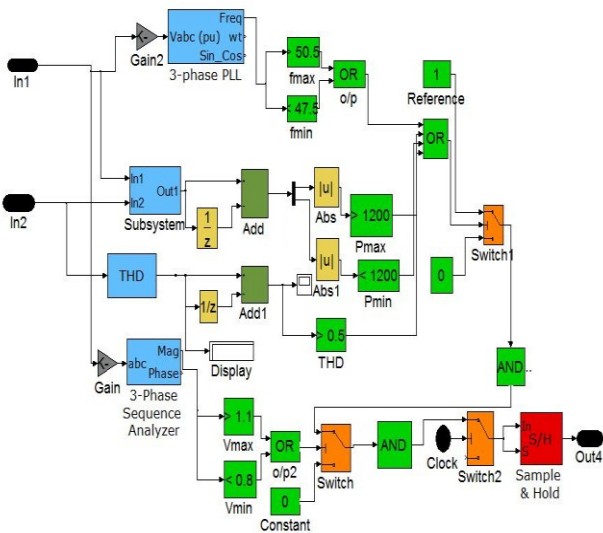 Freq
Vabc (pu) wt
Sin_Cos
Gain2
3-phase PLL
> 50.5
fmax
OR
o/p
< 47.5
fmin
1
Reference
OR
In1
In1
In2
Out1
Subsystem
1
z
Add
|u|
Abs
> 1200
Pmax
In2
|u|
Abs1
< 1200
Pmin
0
Switch1
THD
1/z
Add1
> 0.5
THD
Display
AND..
Mag
abc
Phase
Gain
3-Phase
Sequence
Analyzer
> 1.1
Vmax
OR
o/p2
< 0.8
Vmin
0
Constant
Switch
AND
Clock
Switch2
In
S/H
S
Sample
& Hold
Out4